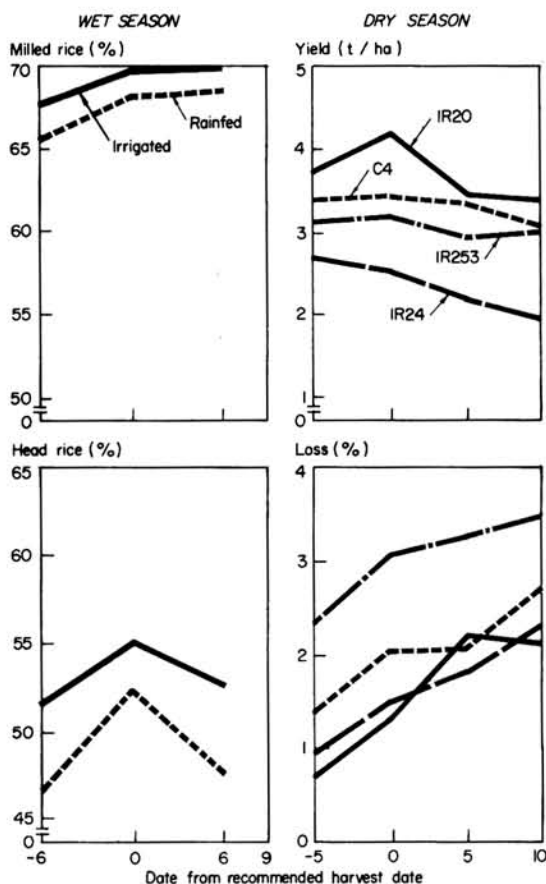 WET SEASON
DRY SEASON
Milled rice (%)
70
65
60
55
50
0
Irrigated
Rainfed
Yield (t / ha)
5
4
3
2
1
0
IR20
C4
IR253
IR24
Head rice (%)
65
60
55
50
45
0
-6
0
6
9
Loss (%)
4
3
2
1
0
-5
0
5
10
Date from recommended harvest date